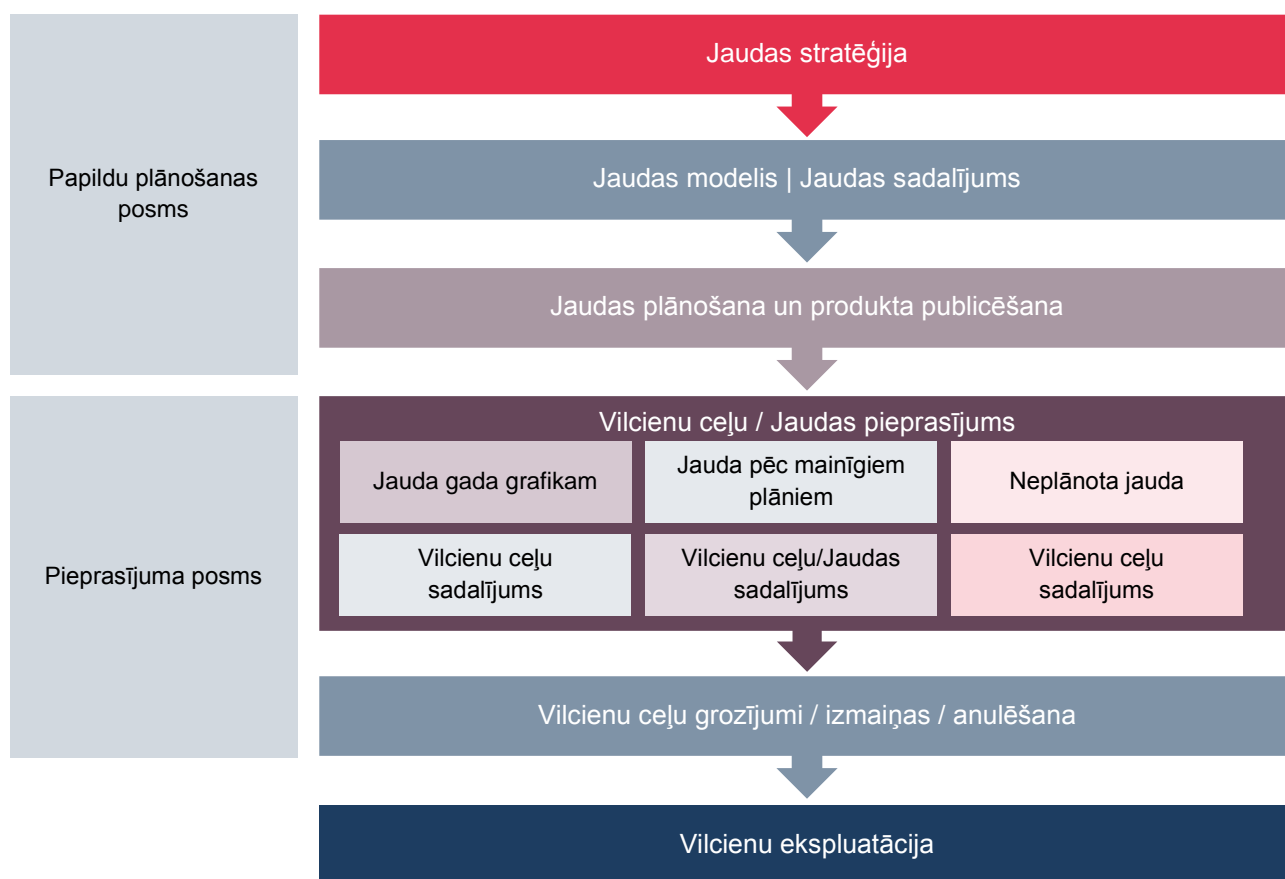 Jaudas stratēģija
Papildu plānošanas
posms
Jaudas modelis | Jaudas sadalījums
Jaudas plānošana un produkta publicēšana
Pieprasījuma posms
Vilcienu ceļu / Jaudas pieprasījums
Jauda gada grafikam
Jauda pēc mainīgiem
plāniem
Neplānota jauda
Vilcienu ceļu
sadalījums
Vilcienu ceļu/Jaudas
sadalījums
Vilcienu ceļu
sadalījums
Vilcienu ceļu grozījumi / izmaiņas / anulēšana
Vilcienu ekspluatācija